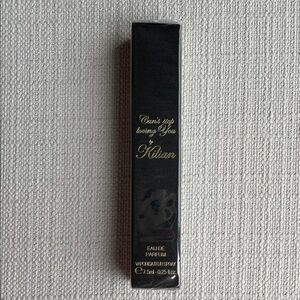 Can't stop
loving You
by
Kilian
EAU DE
PARFUM
VAPORISATEUR SPRAY
℮ 7.5ml - 0.25 fl.oz.